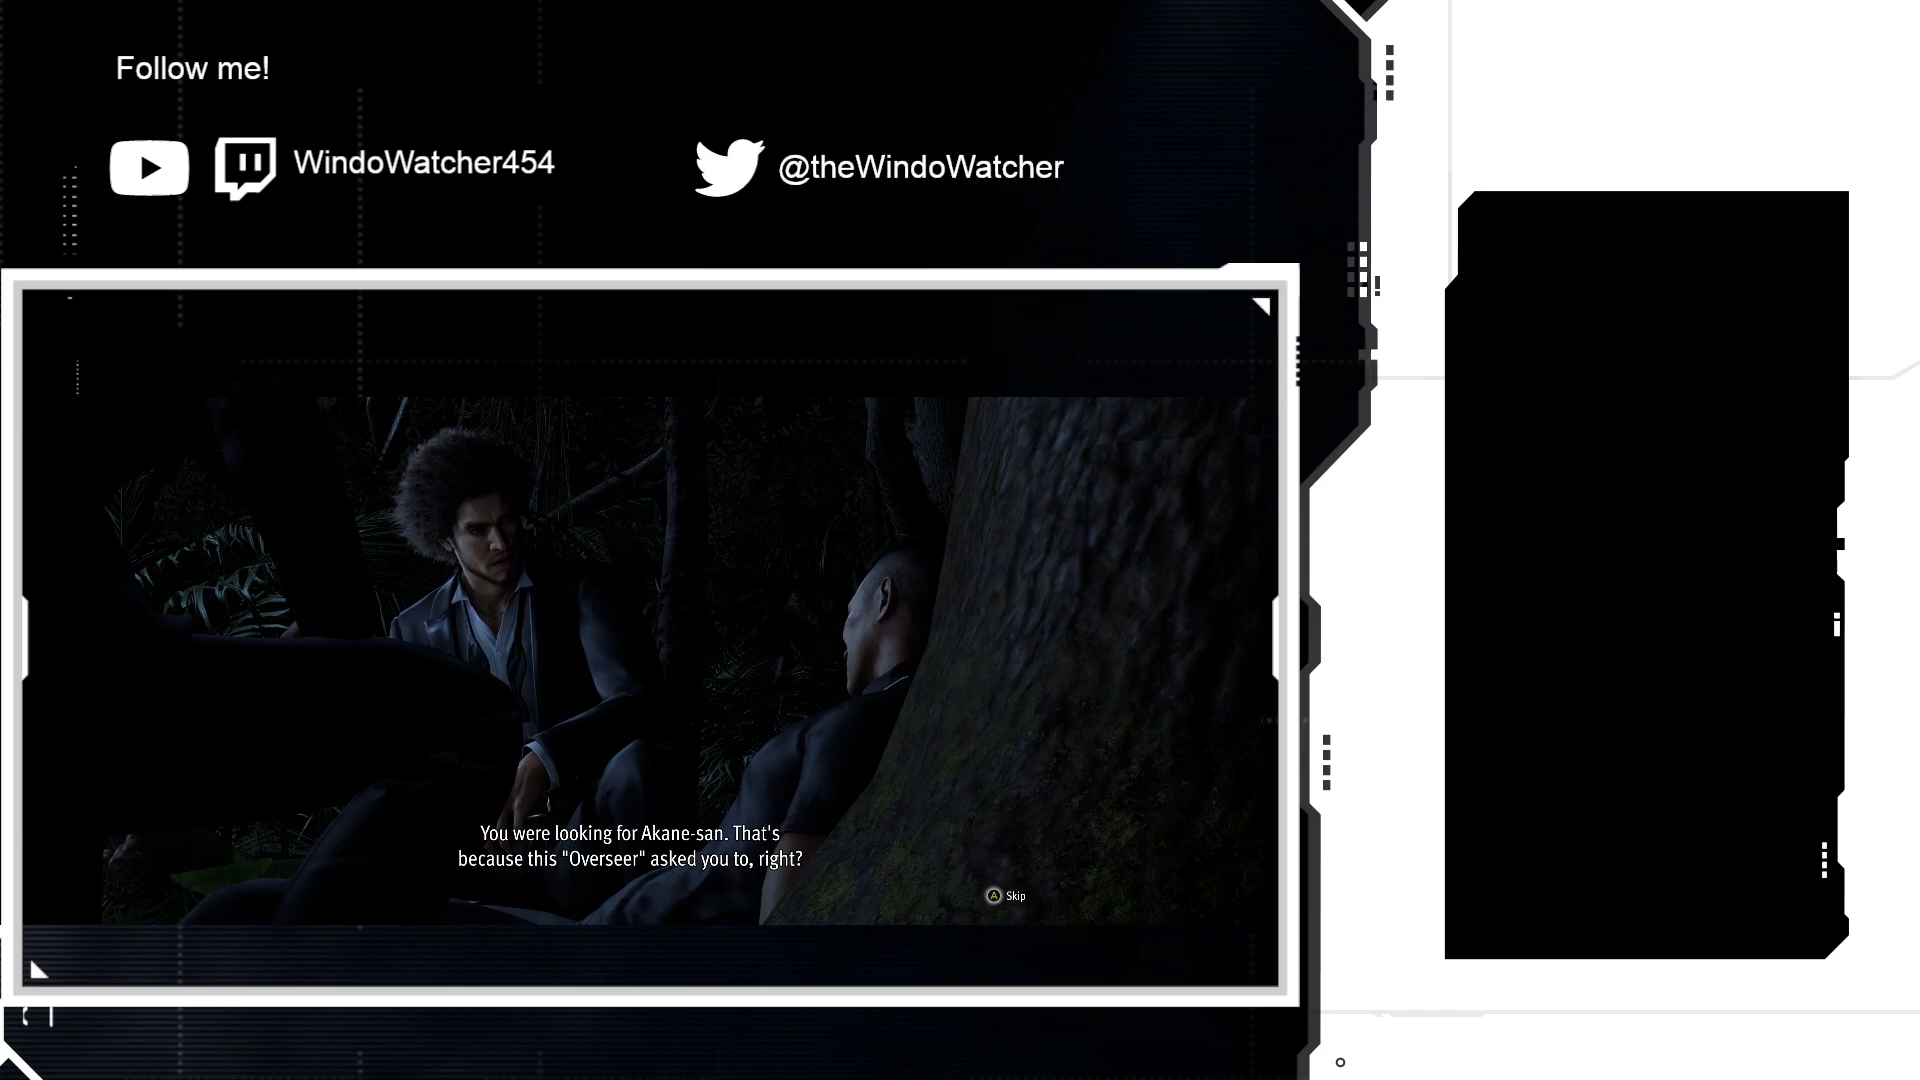 Follow me!
WindoWatcher454
@theWindoWatcher
You were looking for Akane-san. That's
because this "Overseer" asked you to, right?
A Skip